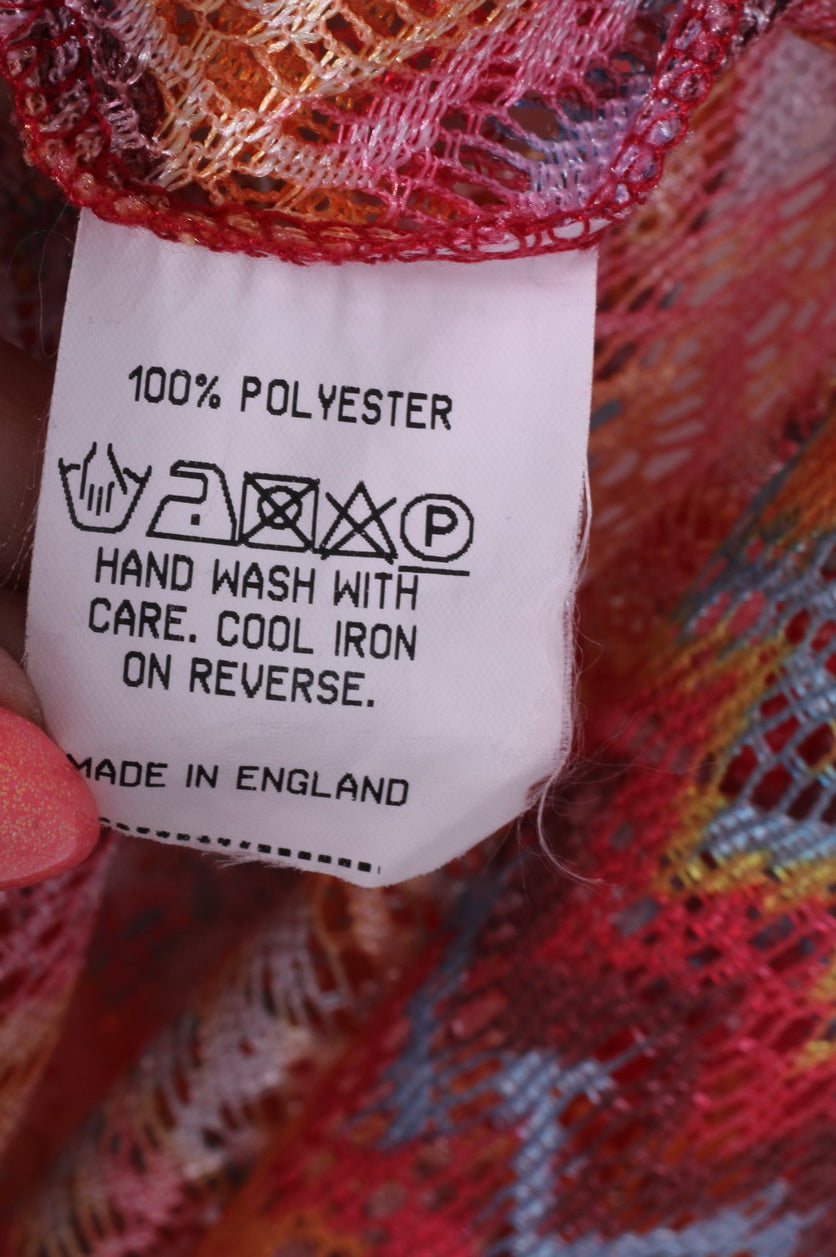 100% POLYESTER
P
HAND WASH WITH
CARE. COOL IRON
ON REVERSE.
MADE IN ENGLAND